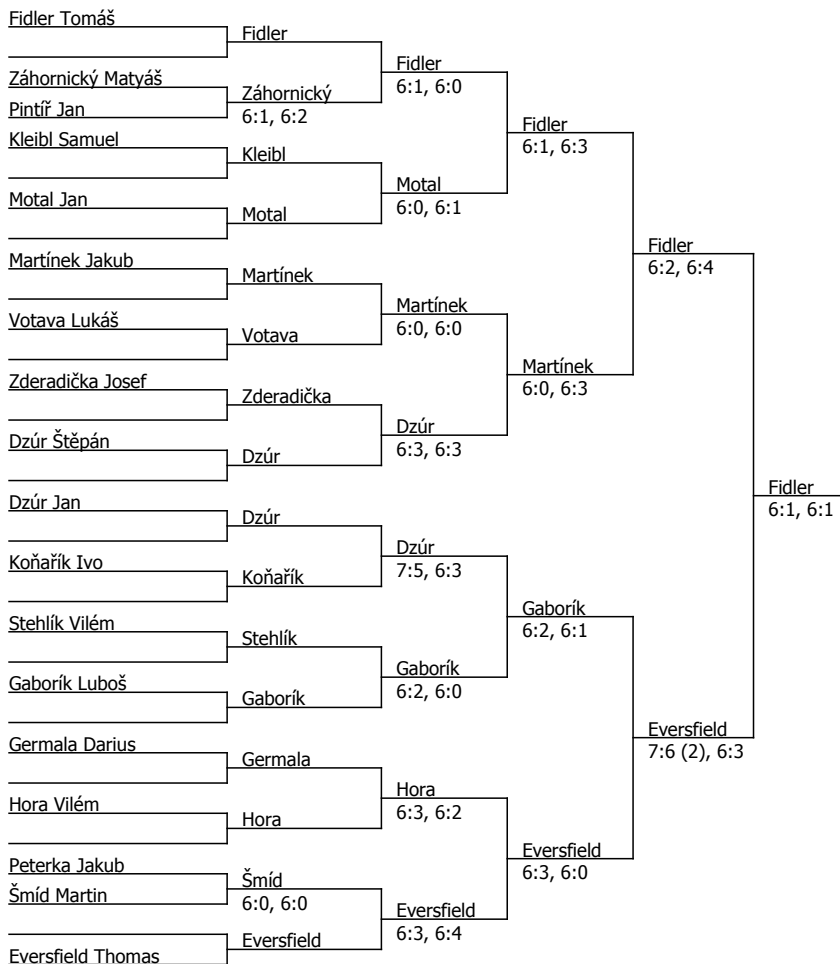 Fidler Tomáš
Záhornický Matyáš
Pintíř Jan
Kleibl Samuel
Motal Jan
Martínek Jakub
Votava Lukáš
Zderadička Josef
Dzúr Štěpán
Dzúr Jan
Koňařík Ivo
Stehlík Vilém
Gaborík Luboš
Germala Darius
Hora Vilém
Peterka Jakub
Šmíd Martin
Eversfield Thomas
Fidler
Záhornický
6:1, 6:2
Kleibl
Motal
Martínek
Votava
Zderadička
Dzúr
Dzúr
Koňařík
Stehlík
Gaborík
Germala
Hora
Šmíd
6:0, 6:0
Eversfield
Fidler
6:1, 6:0
Motal
6:0, 6:1
Martínek
6:0, 6:0
Dzúr
6:3, 6:3
Dzúr
7:5, 6:3
Gaborík
6:2, 6:0
Hora
6:3, 6:2
Eversfield
6:3, 6:4
Fidler
6:1, 6:3
Martínek
6:0, 6:3
Gaborík
6:2, 6:1
Eversfield
6:3, 6:0
Fidler
6:2, 6:4
Eversfield
7:6 (2), 6:3
Fidler
6:1, 6:1